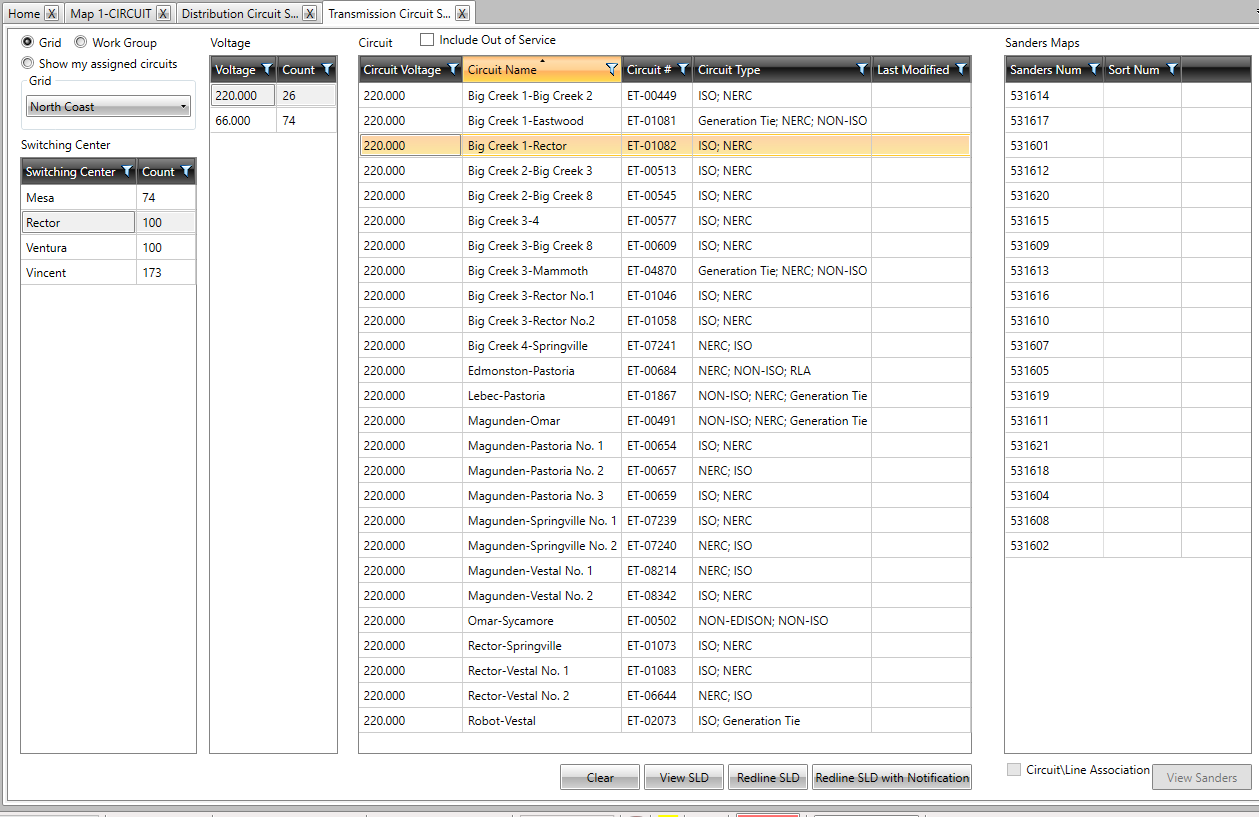 Home X Map 1-CIRCUIT X Distribution Circuit S... X Transmission Circuit S... X
Grid Work Group
Show my assigned circuits
Grid
North Coast
Switching Center
Switching Center Count
Mesa 74
Rector 100
Ventura 100
Vincent 173
Voltage
Voltage Count
220.000 26
66.000 74
Circuit Include Out of Service
Circuit Voltage Circuit Name Circuit # Circuit Type Last Modified
220.000 Big Creek 1-Big Creek 2 ET-00449 ISO; NERC
220.000 Big Creek 1-Eastwood ET-01081 Generation Tie; NERC; NON-ISO
220.000 Big Creek 1-Rector ET-01082 ISO; NERC
220.000 Big Creek 2-Big Creek 3 ET-00513 ISO; NERC
220.000 Big Creek 2-Big Creek 8 ET-00545 ISO; NERC
220.000 Big Creek 3-4 ET-00577 ISO; NERC
220.000 Big Creek 3-Big Creek 8 ET-00609 ISO; NERC
220.000 Big Creek 3-Mammoth ET-04870 Generation Tie; NERC; NON-ISO
220.000 Big Creek 3-Rector No.1 ET-01046 ISO; NERC
220.000 Big Creek 3-Rector No.2 ET-01058 ISO; NERC
220.000 Big Creek 4-Springville ET-07241 NERC; ISO
220.000 Edmonston-Pastoria ET-00684 NERC; NON-ISO; RLA
220.000 Lebec-Pastoria ET-01867 NON-ISO; NERC; Generation Tie
220.000 Magunden-Omar ET-00491 NON-ISO; NERC; Generation Tie
220.000 Magunden-Pastoria No. 1 ET-00654 ISO; NERC
220.000 Magunden-Pastoria No. 2 ET-00657 NERC; ISO
220.000 Magunden-Pastoria No. 3 ET-00659 ISO; NERC
220.000 Magunden-Springville No. 1 ET-07239 ISO; NERC
220.000 Magunden-Springville No. 2 ET-07240 NERC; ISO
220.000 Magunden-Vestal No. 1 ET-08214 NERC; ISO
220.000 Magunden-Vestal No. 2 ET-08342 ISO; NERC
220.000 Omar-Sycamore ET-00502 NON-EDISON; NON-ISO
220.000 Rector-Springville ET-01073 ISO; NERC
220.000 Rector-Vestal No. 1 ET-01083 ISO; NERC
220.000 Rector-Vestal No. 2 ET-06644 NERC; ISO
220.000 Robot-Vestal ET-02073 ISO; Generation Tie
Clear View SLD Redline SLD Redline SLD with Notification
Sanders Maps
Sanders Num Sort Num
531614
531617
531601
531612
531620
531615
531609
531613
531616
531610
531607
531605
531619
531611
531621
531618
531604
531608
531602
Circuit\Line Association View Sanders